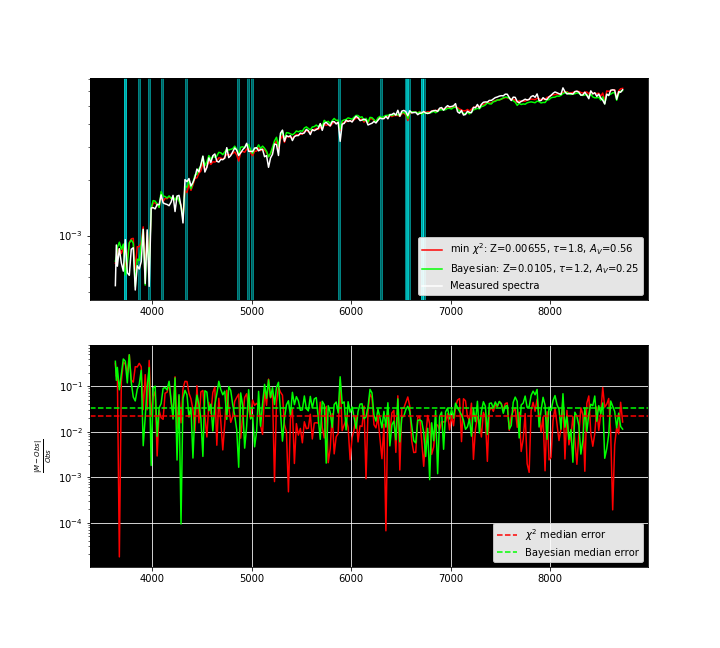 10⁻³
min χ²: Z=0.00655, τ=1.8, A_V=0.56
Bayesian: Z=0.0105, τ=1.2, A_V=0.25
Measured spectra
4000 5000 6000 7000 8000
10⁻¹
10⁻²
10⁻³
10⁻⁴
|M − Obs| / Obs
χ² median error
Bayesian median error
4000 5000 6000 7000 8000